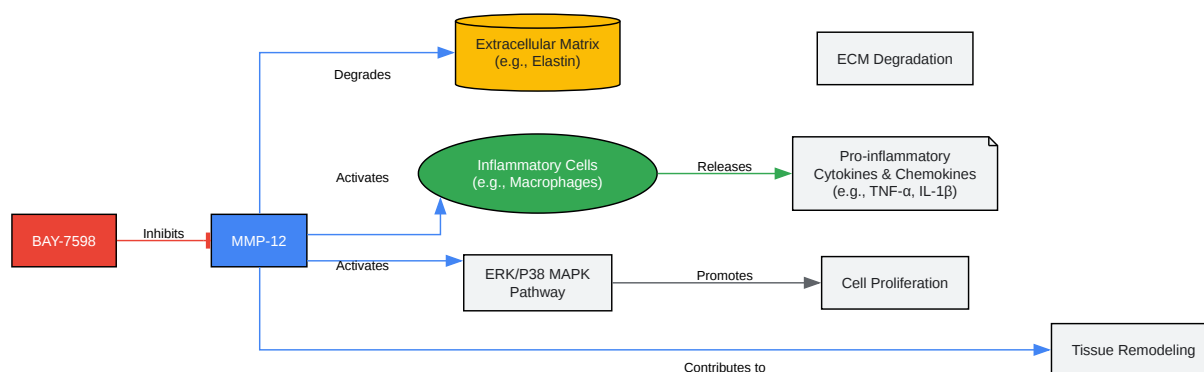 Extracellular Matrix
(e.g., Elastin)
ECM Degradation
Degrades
Inflammatory Cells
(e.g., Macrophages)
Releases
Pro-inflammatory
Cytokines & Chemokines
(e.g., TNF-α, IL-1β)
Activates
BAY-7598
Inhibits
MMP-12
Activates
ERK/P38 MAPK
Pathway
Promotes
Cell Proliferation
Tissue Remodeling
Contributes to